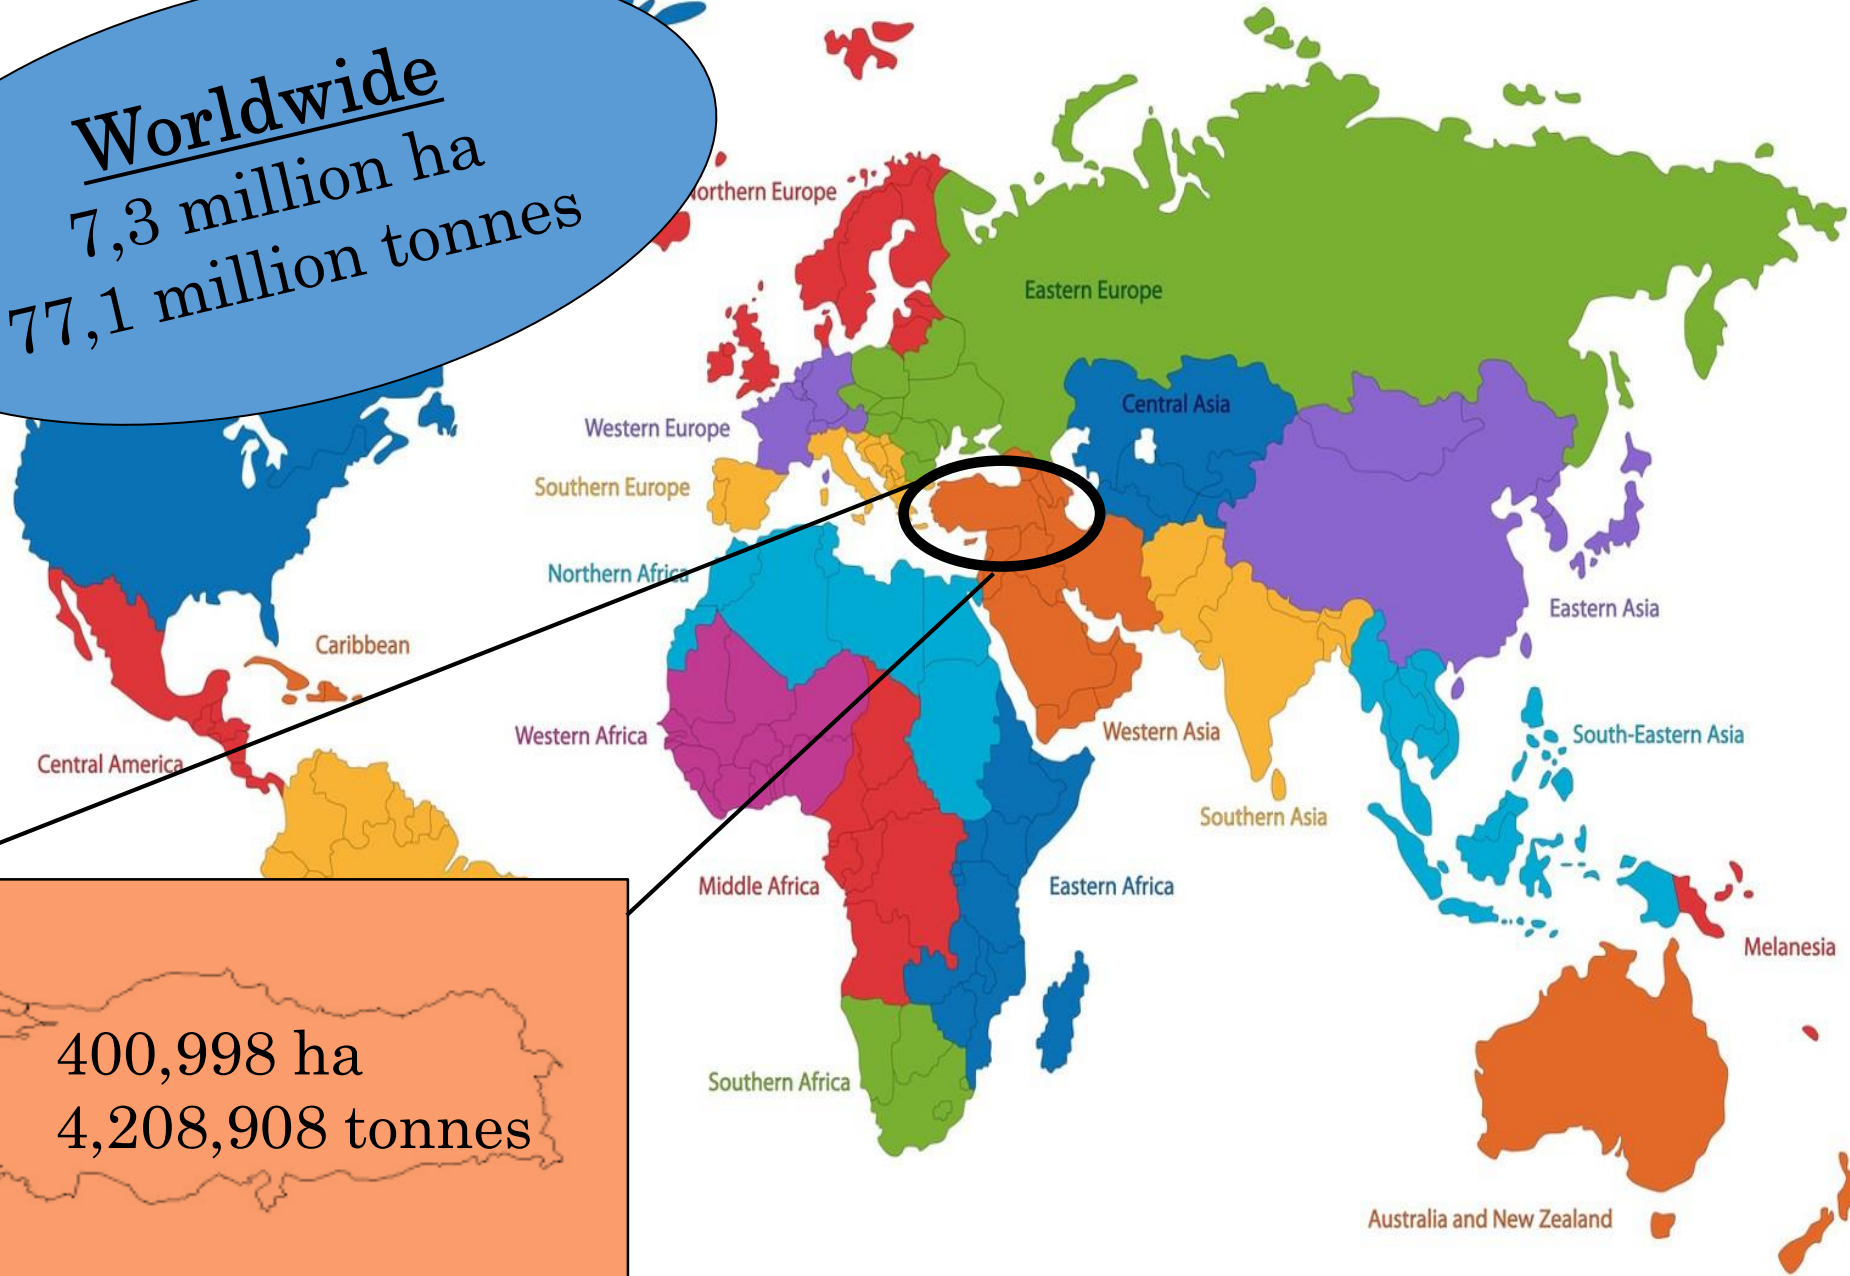 Worldwide
7,3 million ha
77,1 million tonnes
orthern Europe
Eastern Europe
Central Asia
Western Europe
Southern Europe
Northern Africa
Eastern Asia
Caribbean
Western Africa
Western Asia
South-Eastern Asia
Central America
Southern Asia
Middle Africa
Eastern Africa
Melanesia
400,998 ha
4,208,908 tonnes
Southern Africa
Australia and New Zealand